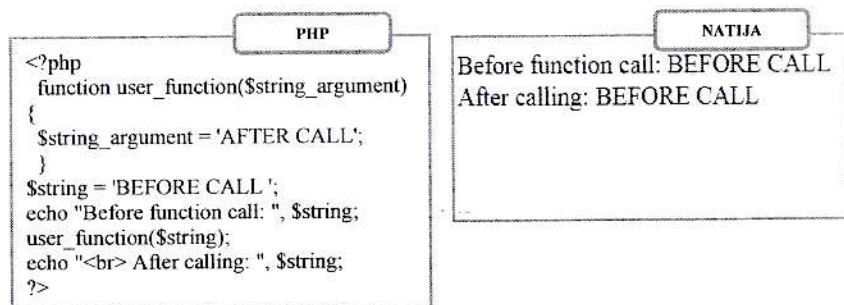 PHP
<?php
function user_function($string_argument)
{
$string_argument = 'AFTER CALL';
}
$string = 'BEFORE CALL ';
echo "Before function call: ", $string;
user_function($string);
echo "<br> After calling: ", $string;
?>
NATIJA
Before function call: BEFORE CALL
After calling: BEFORE CALL